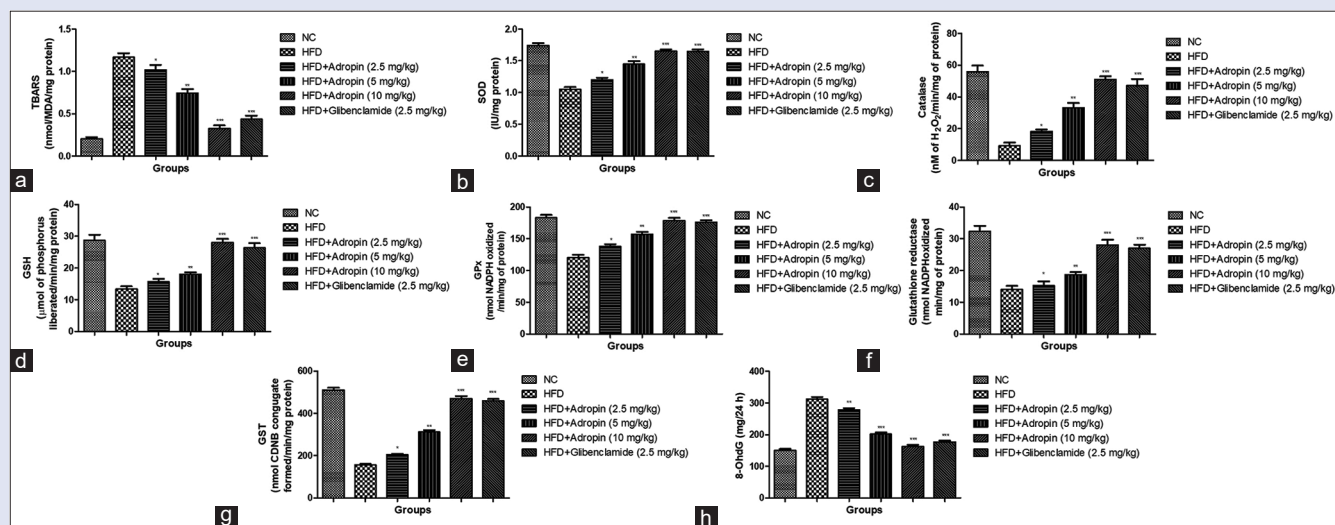 1.5
1.0
0.5
0.0
TBARS
(nmol/MDA/mg protein)
* ** *** ***
Groups
NC
HFD
HFD+Adropin (2.5 mg/kg)
HFD+Adropin (5 mg/kg)
HFD+Adropin (10 mg/kg)
HFD+Glibenclamide (2.5 mg/kg)
a
2.0
1.5
1.0
0.5
0.0
SOD
(IU/mg protein)
* ** *** ***
Groups
NC
HFD
HFD+Adropin (2.5 mg/kg)
HFD+Adropin (5 mg/kg)
HFD+Adropin (10 mg/kg)
HFD+Glibenclamide (2.5 mg/kg)
b
80
60
40
20
0
Catalase
(nM of H₂O₂/min/mg of protein)
* ** *** ***
Groups
NC
HFD
HFD+Adropin (2.5 mg/kg)
HFD+Adropin (5 mg/kg)
HFD+Adropin (10 mg/kg)
HFD+Glibenclamide (2.5 mg/kg)
c
40
30
20
10
0
GSH
(μmol of phosphorus
liberated/min/mg protein)
* ** *** ***
Groups
NC
HFD
HFD+Adropin (2.5 mg/kg)
HFD+Adropin (5 mg/kg)
HFD+Adropin (10 mg/kg)
HFD+Glibenclamide (2.5 mg/kg)
d
200
150
100
50
0
GPx
(nmol NADPH oxidized
/min/mg of protein)
* ** *** ***
Groups
NC
HFD
HFD+Adropin (2.5 mg/kg)
HFD+Adropin (5 mg/kg)
HFD+Adropin (10 mg/kg)
HFD+Glibenclamide (2.5 mg/kg)
e
40
30
20
10
0
Glutathione reductase
(nmol NADPHoxidized
min/mg of protein)
* ** *** ***
Groups
NC
HFD
HFD+Adropin (2.5 mg/kg)
HFD+Adropin (5 mg/kg)
HFD+Adropin (10 mg/kg)
HFD+Glibenclamide (2.5 mg/kg)
f
600
400
200
0
GST
(nmol CDNB congugate
formed/min/mg protein)
* ** *** ***
Groups
NC
HFD
HFD+Adropin (2.5 mg/kg)
HFD+Adropin (5 mg/kg)
HFD+Adropin (10 mg/kg)
HFD+Glibenclamide (2.5 mg/kg)
g
400
300
200
100
0
8-OhdG (mg/24 h)
** *** *** ***
Groups
NC
HFD
HFD+Adropin (2.5 mg/kg)
HFD+Adropin (5 mg/kg)
HFD+Adropin (10 mg/kg)
HFD+Glibenclamide (2.5 mg/kg)
h